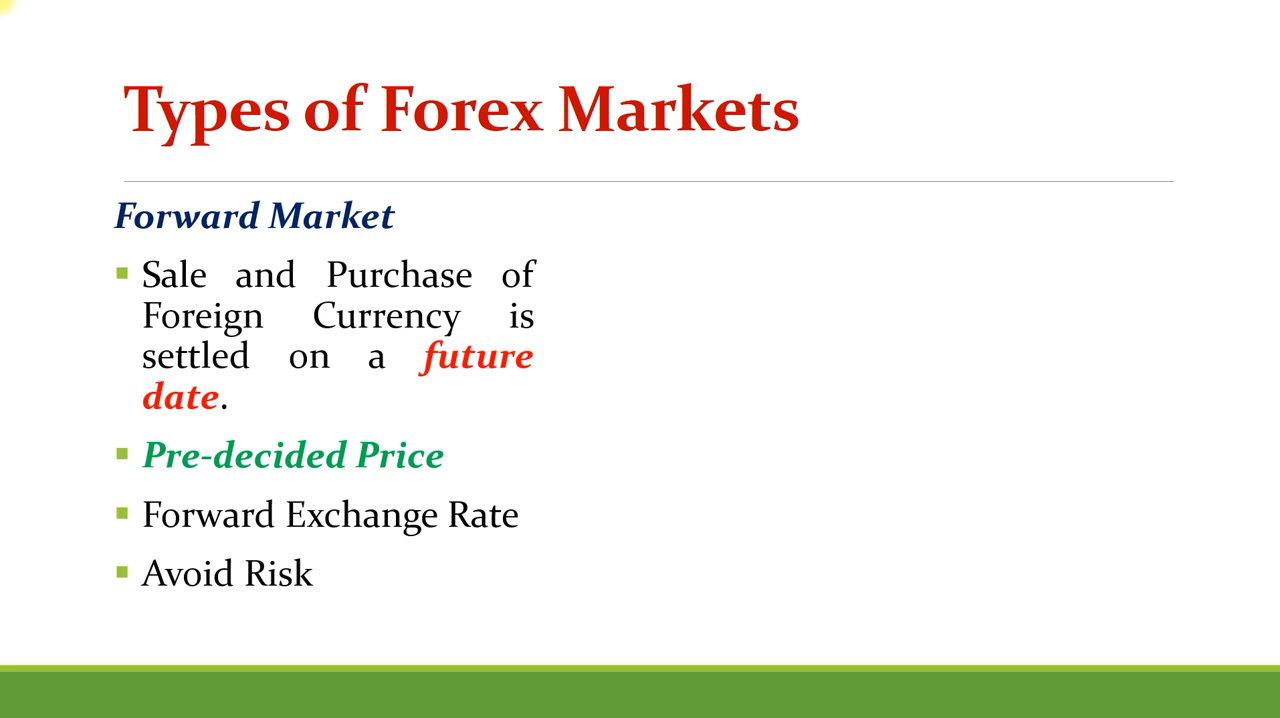 Types of Forex Markets
Forward Market
Sale and Purchase of
Foreign Currency is
settled on a future
date.
Pre-decided Price
Forward Exchange Rate
Avoid Risk